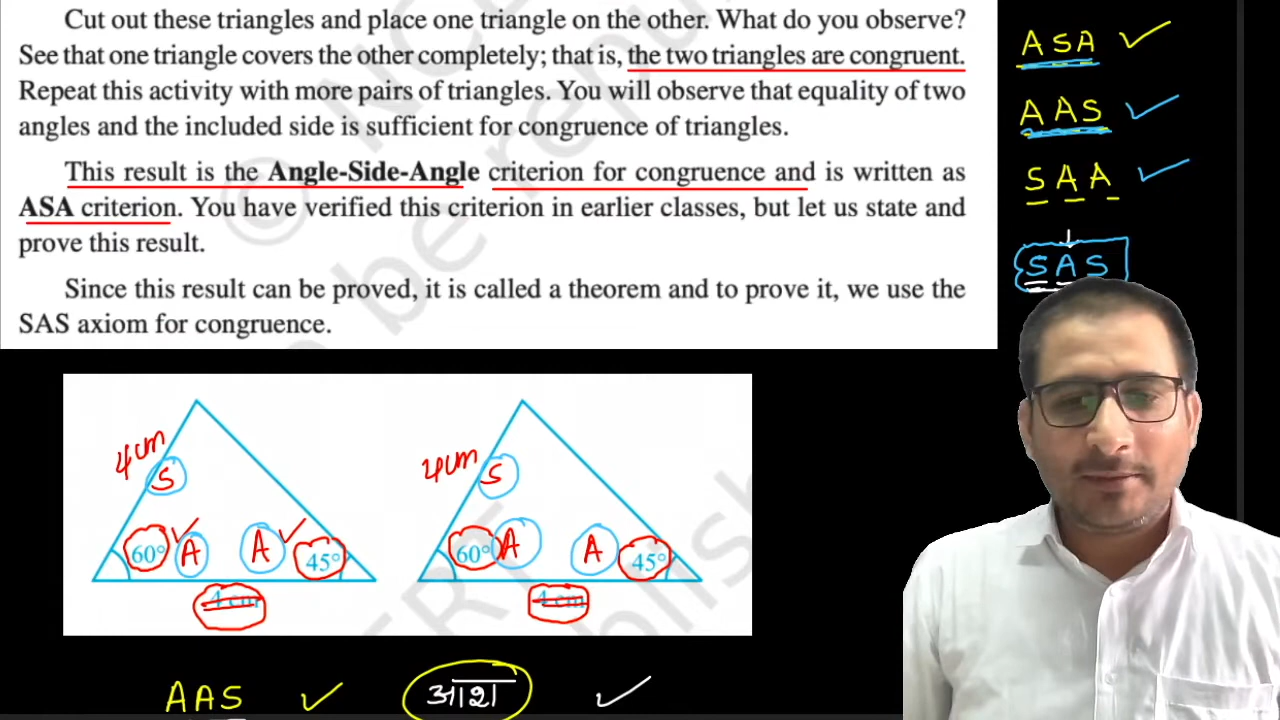 Cut out these triangles and place one triangle on the other. What do you observe?
See that one triangle covers the other completely; that is, the two triangles are congruent.
Repeat this activity with more pairs of triangles. You will observe that equality of two
angles and the included side is sufficient for congruence of triangles.
This result is the Angle-Side-Angle criterion for congruence and is written as
ASA criterion. You have verified this criterion in earlier classes, but let us state and
prove this result.
Since this result can be proved, it is called a theorem and to prove it, we use the
SAS axiom for congruence.
ASA
AAS
SAA
SAS
4cm
S
60°
A
A
45°
4 cm
4cm
S
60°
A
A
45°
4 cm
AAS
आशा